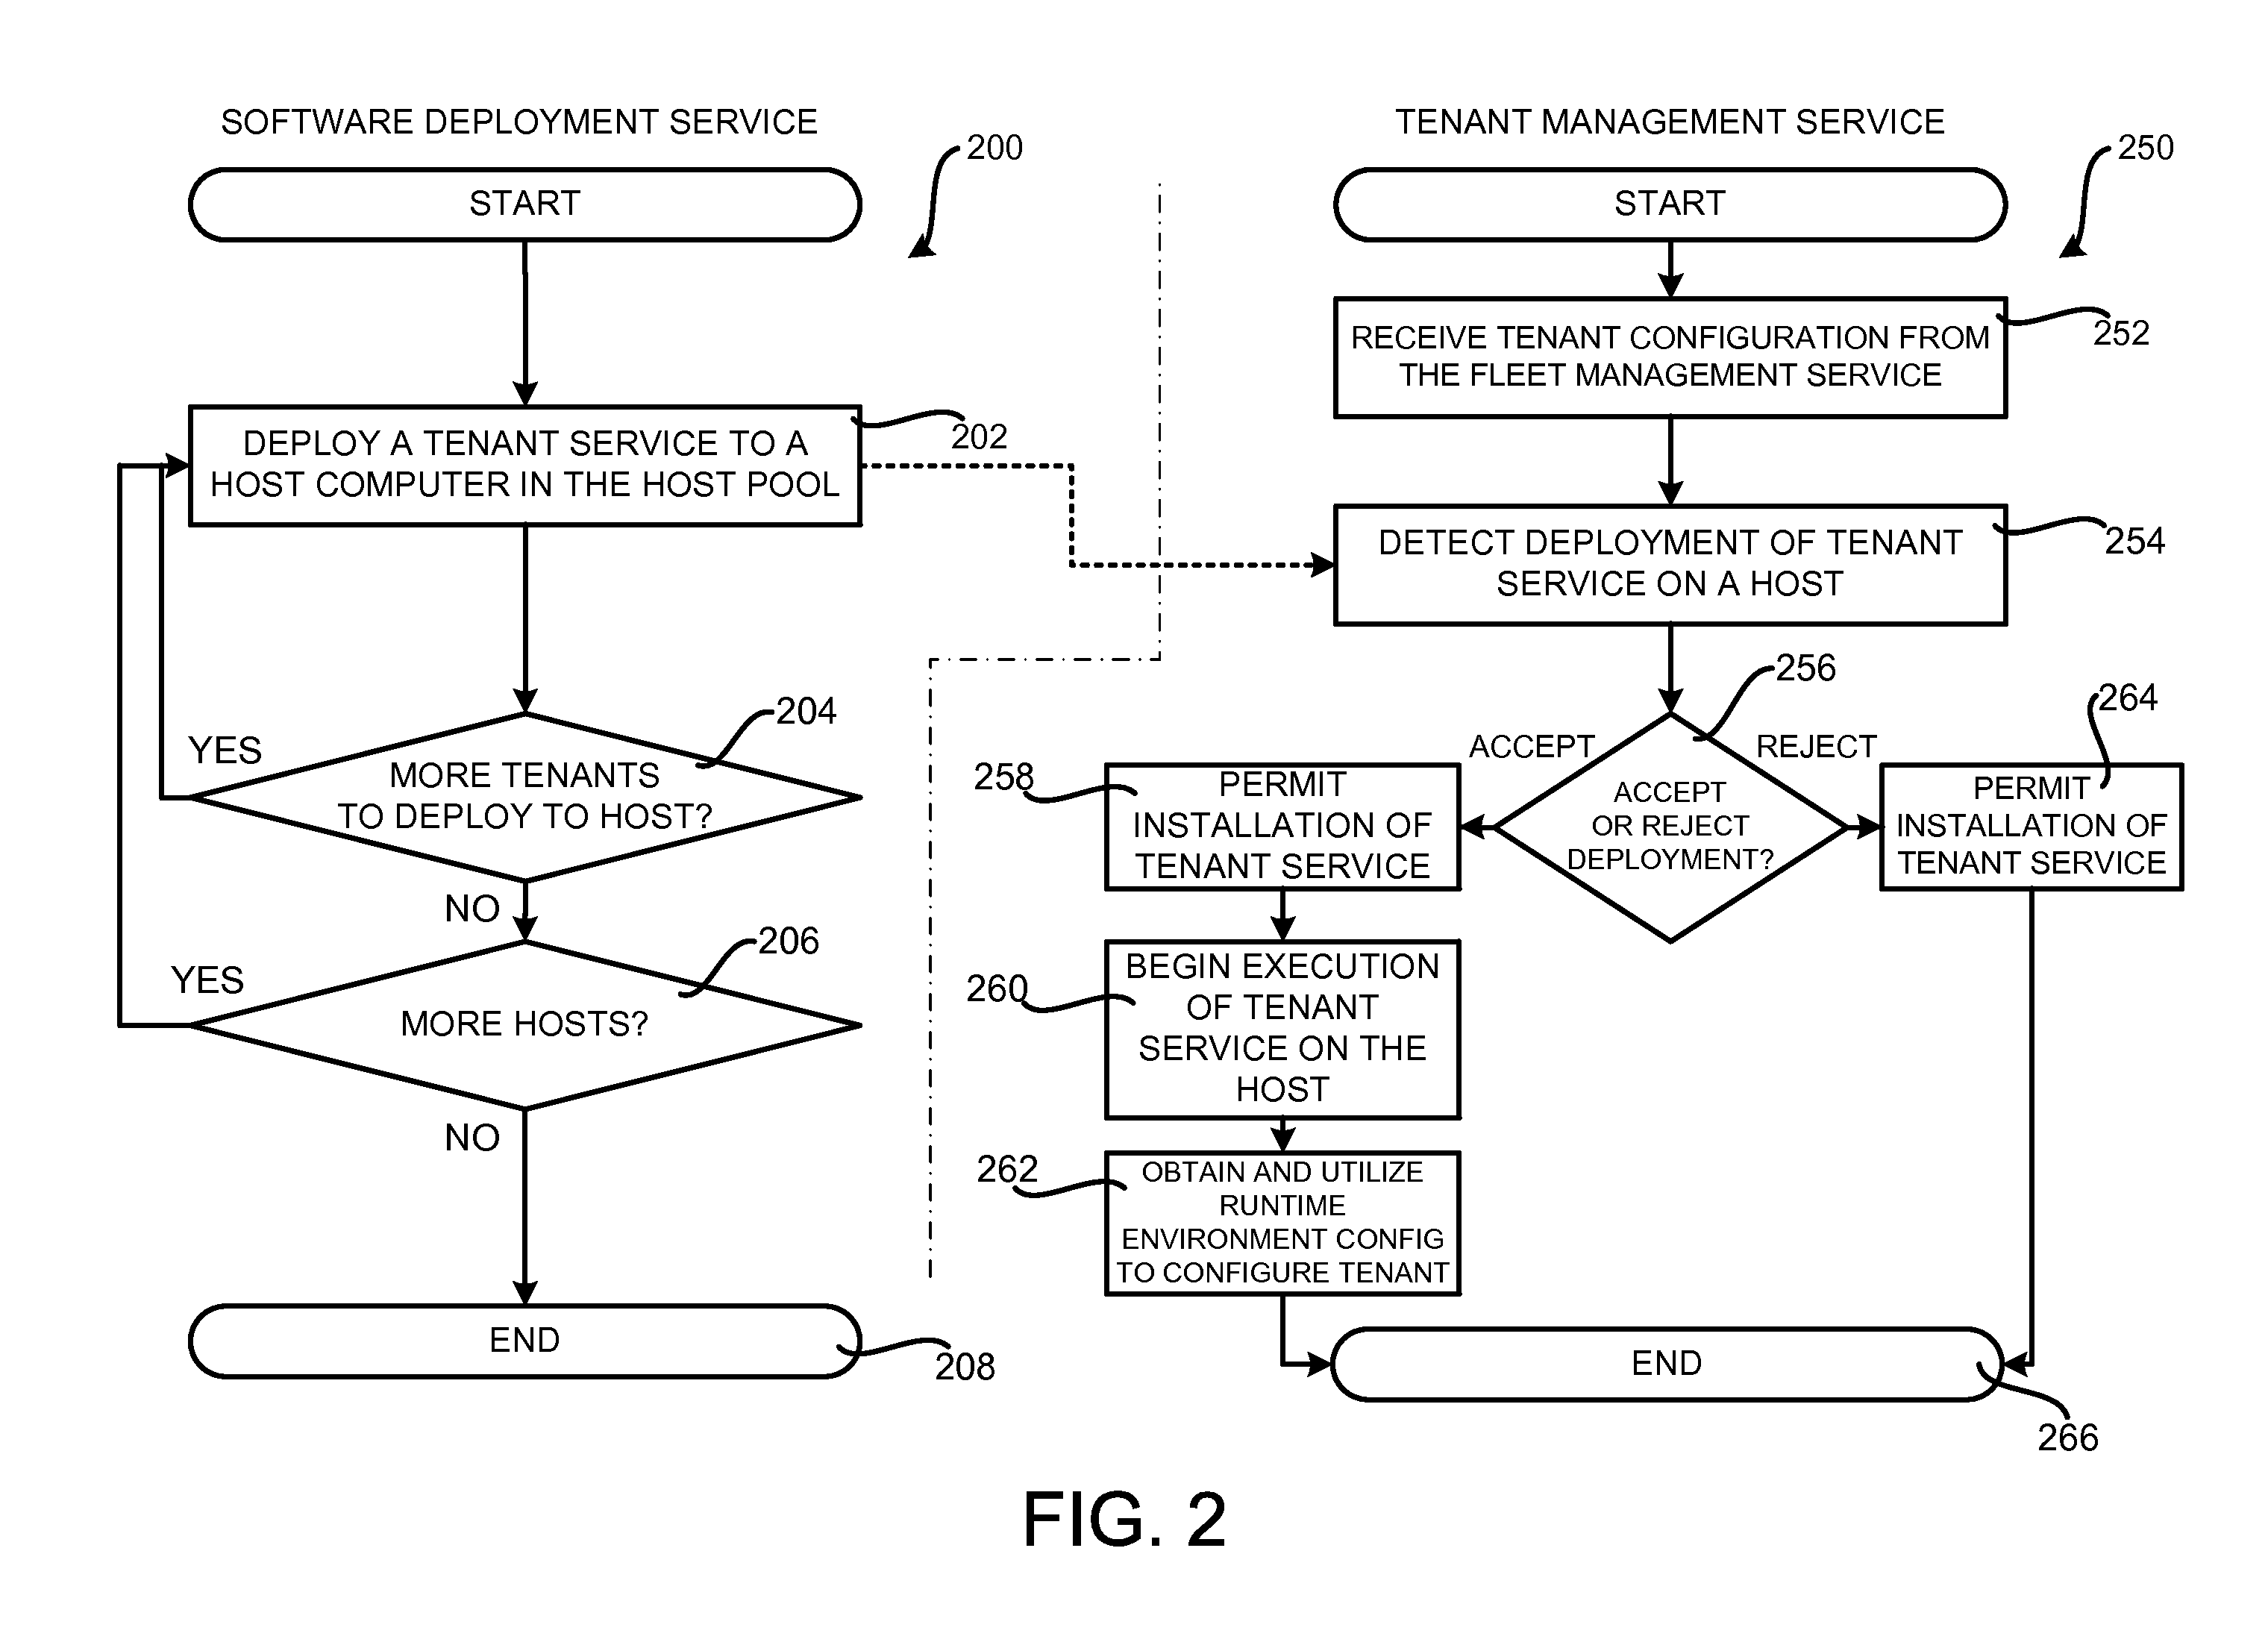 SOFTWARE DEPLOYMENT SERVICE
200
START
DEPLOY A TENANT SERVICE TO A
HOST COMPUTER IN THE HOST POOL
202
YES
MORE TENANTS
TO DEPLOY TO HOST?
204
NO
YES
MORE HOSTS?
206
NO
END
208
TENANT MANAGEMENT SERVICE
250
START
RECEIVE TENANT CONFIGURATION FROM
THE FLEET MANAGEMENT SERVICE
252
DETECT DEPLOYMENT OF TENANT
SERVICE ON A HOST
254
256
ACCEPT
REJECT
ACCEPT
OR REJECT
DEPLOYMENT?
258
PERMIT
INSTALLATION OF
TENANT SERVICE
264
PERMIT
INSTALLATION OF
TENANT SERVICE
260
BEGIN EXECUTION
OF TENANT
SERVICE ON THE
HOST
262
OBTAIN AND UTILIZE
RUNTIME
ENVIRONMENT CONFIG
TO CONFIGURE TENANT
END
266
FIG. 2